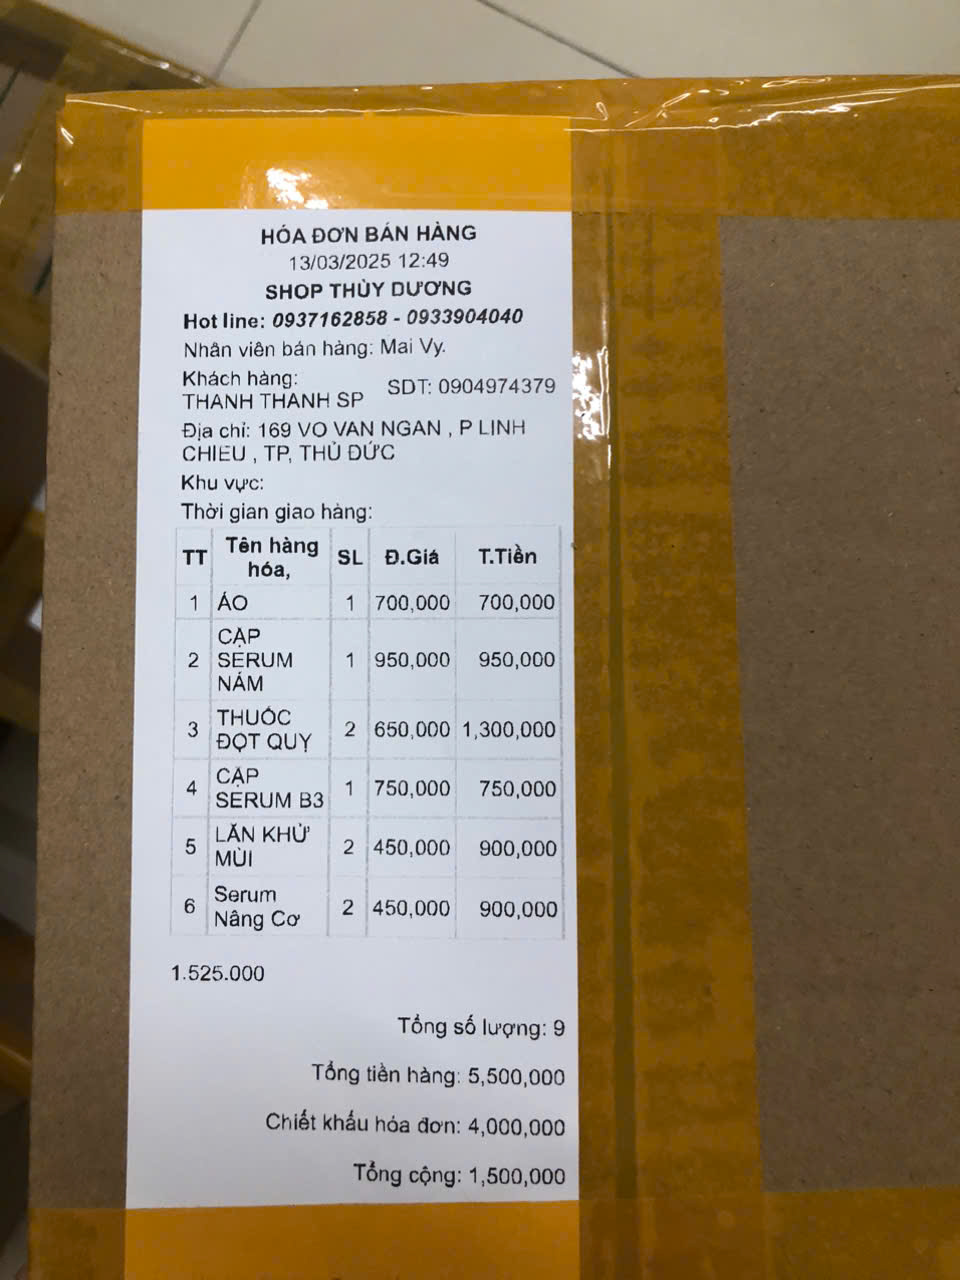 HÓA ĐƠN BÁN HÀNG
13/03/2025 12:49
SHOP THÙY DƯƠNG
Hot line: 0937162858 - 0933904040
Nhân viên bán hàng: Mai Vy.
Khách hàng:
THANH THANH SP SDT: 0904974379
Địa chỉ: 169 VO VAN NGAN , P LINH
CHIEU , TP, THỦ ĐỨC
Khu vực:
Thời gian giao hàng:
TT Tên hàng hóa, SL Đ.Giá T.Tiền
1 ÁO 1 700,000 700,000
2 CẶP SERUM NÁM 1 950,000 950,000
3 THUỐC ĐỘT QUỴ 2 650,000 1,300,000
4 CẶP SERUM B3 1 750,000 750,000
5 LĂN KHỬ MÙI 2 450,000 900,000
6 Serum Nâng Cơ 2 450,000 900,000
1.525.000
Tổng số lượng: 9
Tổng tiền hàng: 5,500,000
Chiết khấu hóa đơn: 4,000,000
Tổng cộng: 1,500,000